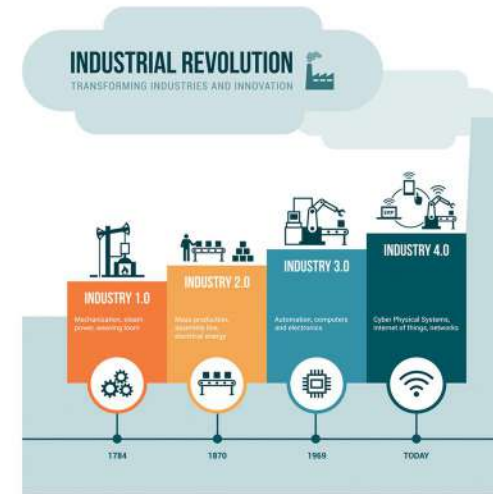 INDUSTRIAL REVOLUTION
TRANSFORMING INDUSTRIES AND INNOVATION
INDUSTRY 1.0
Mechanization, steam
power, weaving loom
INDUSTRY 2.0
Mass production,
assembly line,
electrical energy
INDUSTRY 3.0
Automation, computers
and electronics
INDUSTRY 4.0
Cyber Physical Systems,
internet of things, networks
1784
1870
1969
TODAY